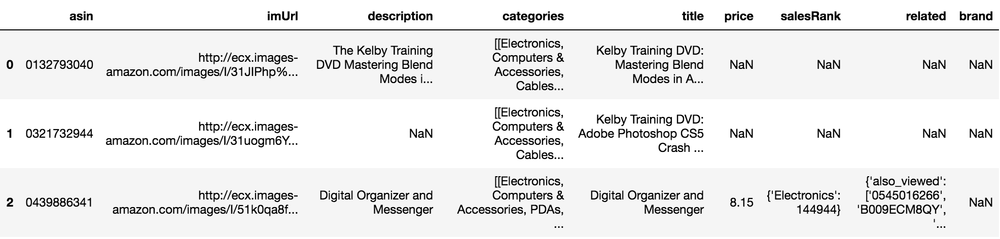 asin imUrl description categories title price salesRank related brand
0 0132793040 http://ecx.images-amazon.com/images/I/31JIPhp%... The Kelby Training DVD Mastering Blend Modes i... [[Electronics, Computers & Accessories, Cables... Kelby Training DVD: Mastering Blend Modes in A... NaN NaN NaN NaN
1 0321732944 http://ecx.images-amazon.com/images/I/31uogm6Y... NaN [[Electronics, Computers & Accessories, Cables... Kelby Training DVD: Adobe Photoshop CS5 Crash ... NaN NaN NaN NaN
2 0439886341 http://ecx.images-amazon.com/images/I/51k0qa8f... Digital Organizer and Messenger [[Electronics, Computers & Accessories, PDAs, ... Digital Organizer and Messenger 8.15 {'Electronics': 144944} {'also_viewed': ['0545016266', 'B009ECM8QY', '... NaN